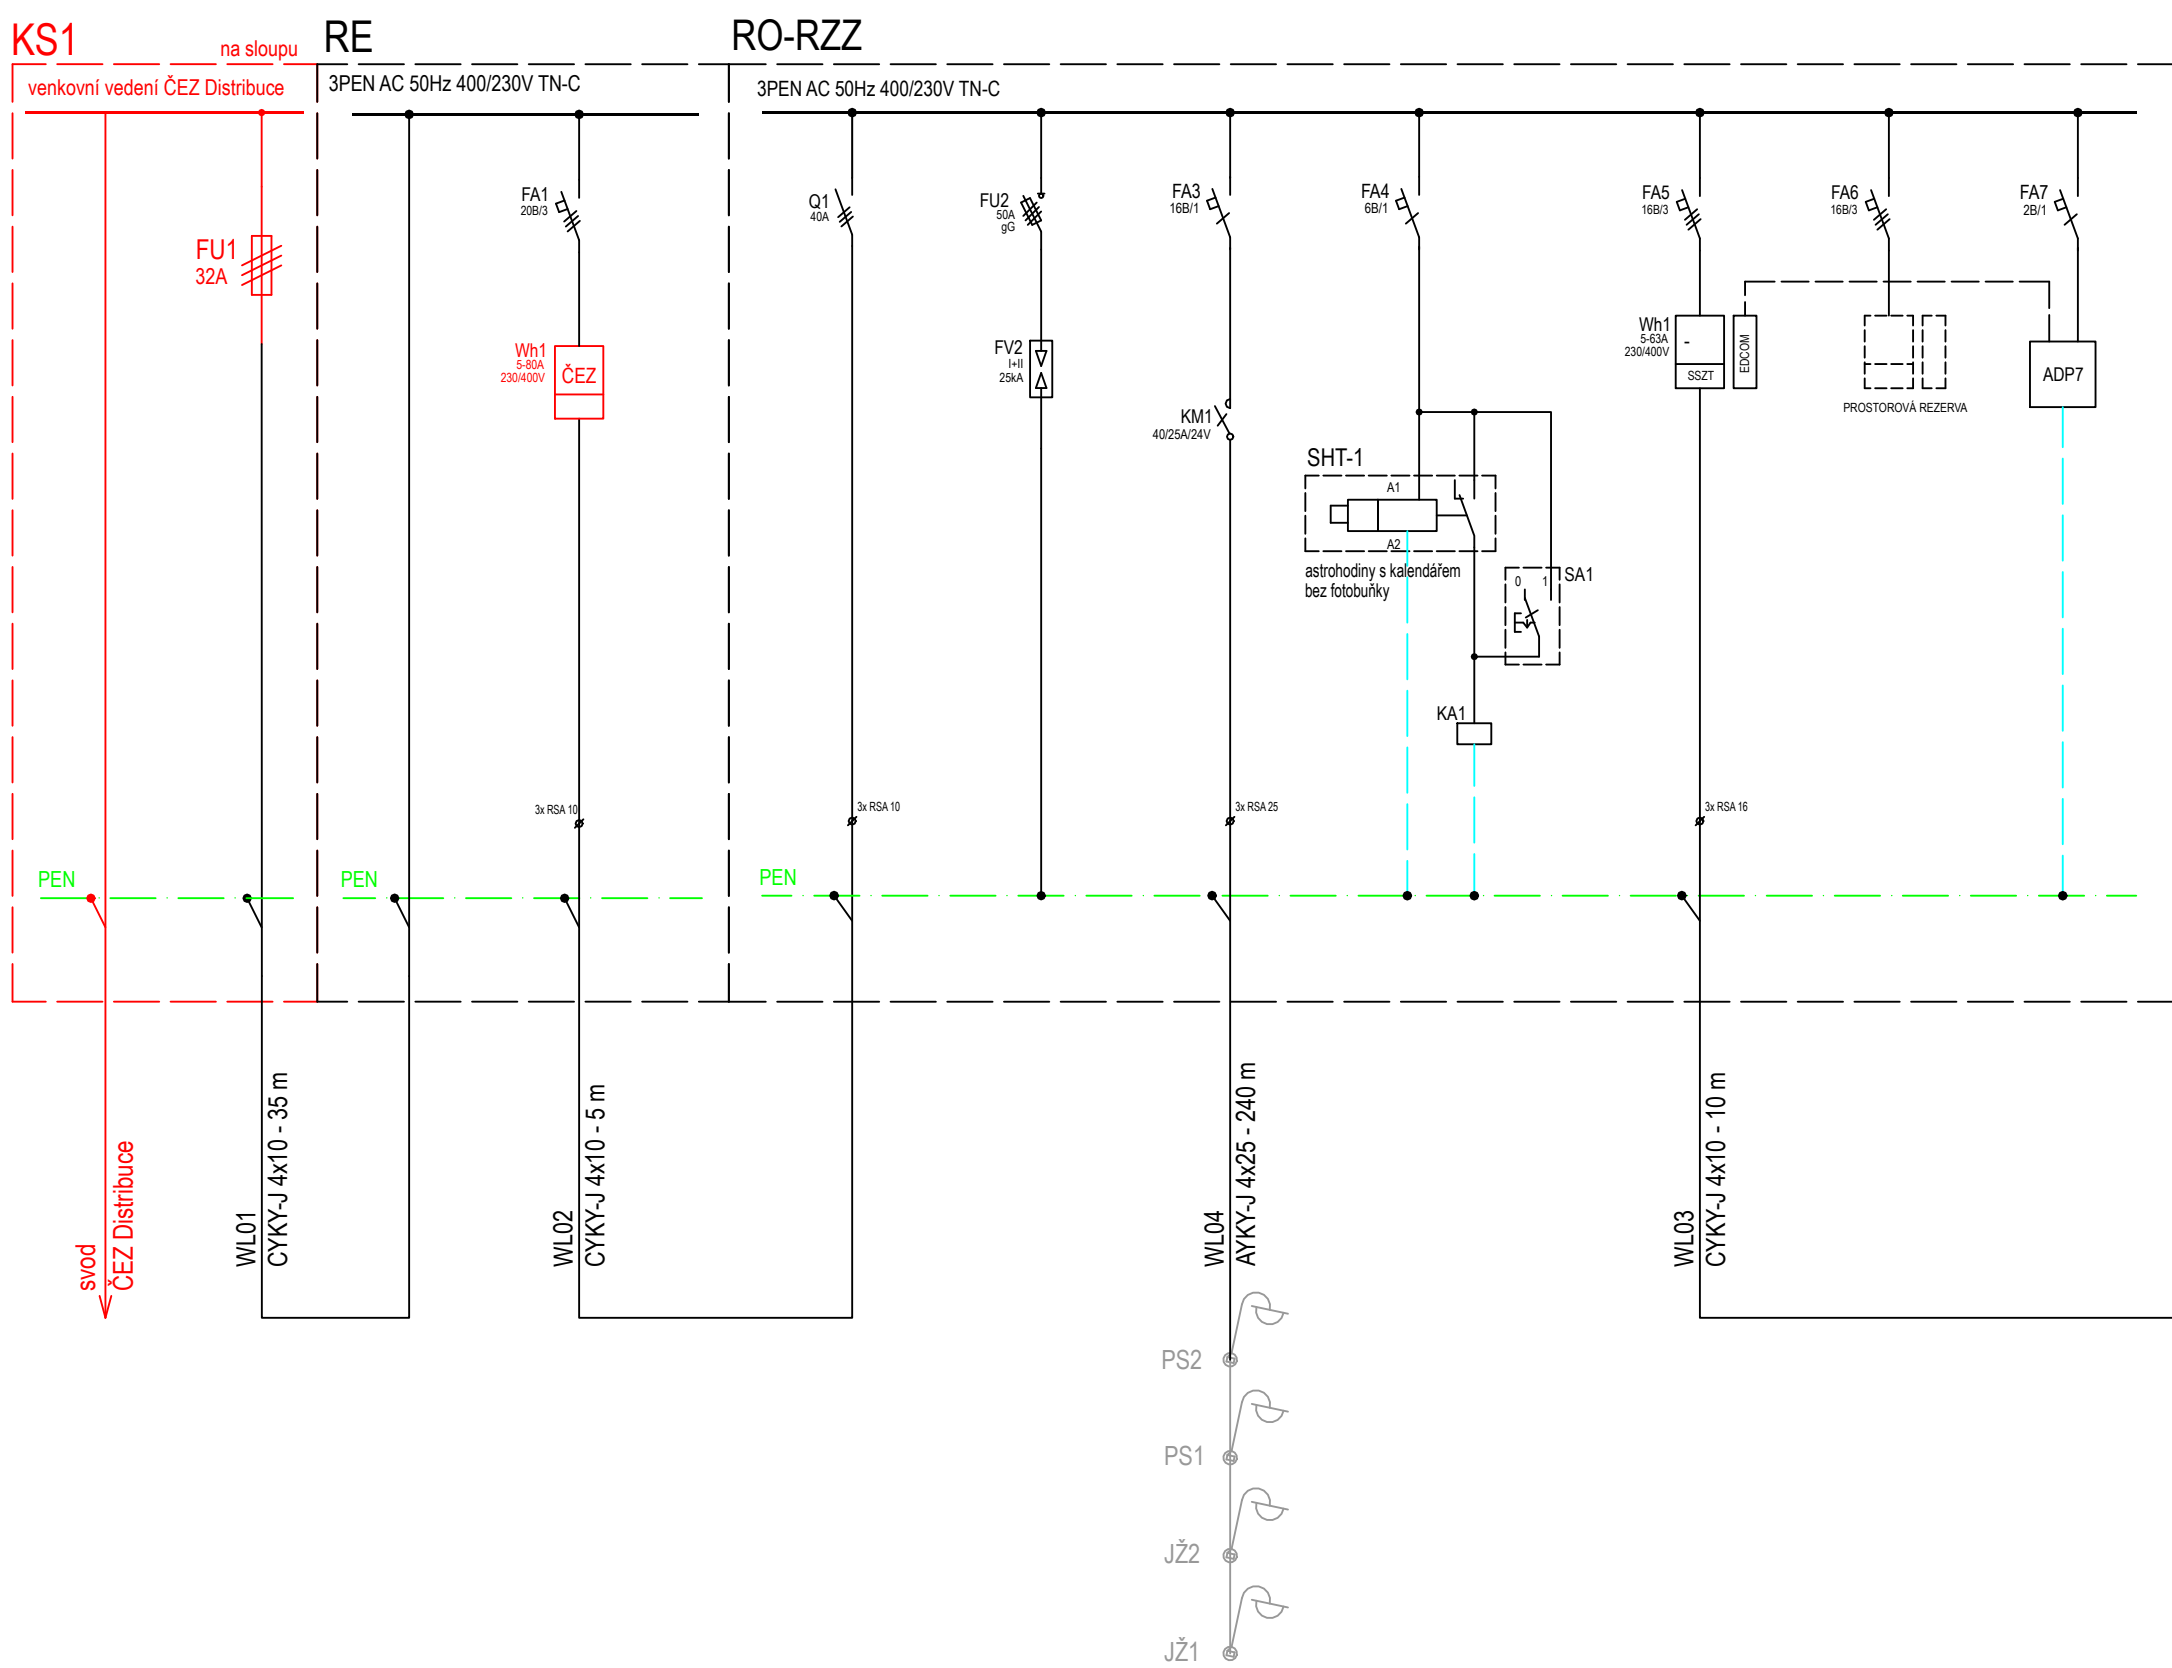 KS1
na sloupu
RE
RO-RZZ
venkovní vedení ČEZ Distribuce
3PEN AC 50Hz 400/230V TN-C
3PEN AC 50Hz 400/230V TN-C
FU1
32A
FA1
20B/3
Q1
40A
FU2
50A
gG
FA3
16B/1
FA4
6B/1
FA5
16B/3
FA6
16B/3
FA7
2B/1
Wh1
5-80A
230/400V
ČEZ
FV2
I+II
25kA
KM1
40/25A/24V
Wh1
5-63A
230/400V
-
SSZT
EDCOM
PROSTOROVÁ REZERVA
ADP7
SHT-1
A1
A2
astrohodiny s kalendářem
bez fotobuňky
0 1
SA1
KA1
3x RSA 10
3x RSA 10
3x RSA 25
3x RSA 16
PEN
PEN
PEN
svod
ČEZ Distribuce
WL01
CYKY-J 4x10 - 35 m
WL02
CYKY-J 4x10 - 5 m
WL04
AYKY-J 4x25 - 240 m
WL03
CYKY-J 4x10 - 10 m
PS2
PS1
JŽ2
JŽ1